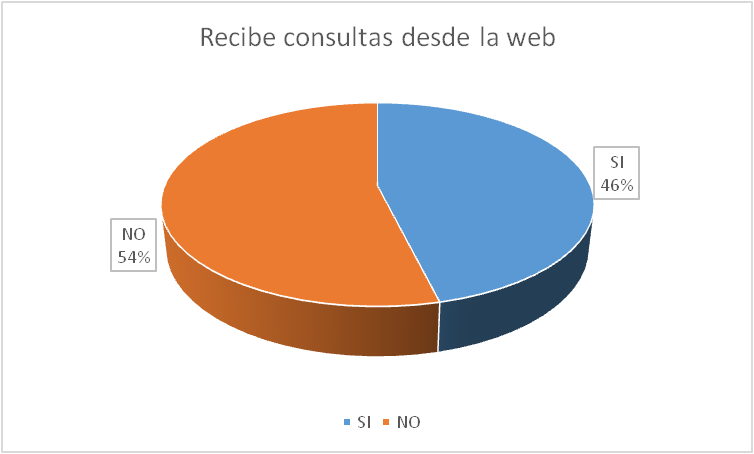 Recibe consultas desde la web
SI
46%
NO
54%
SI NO